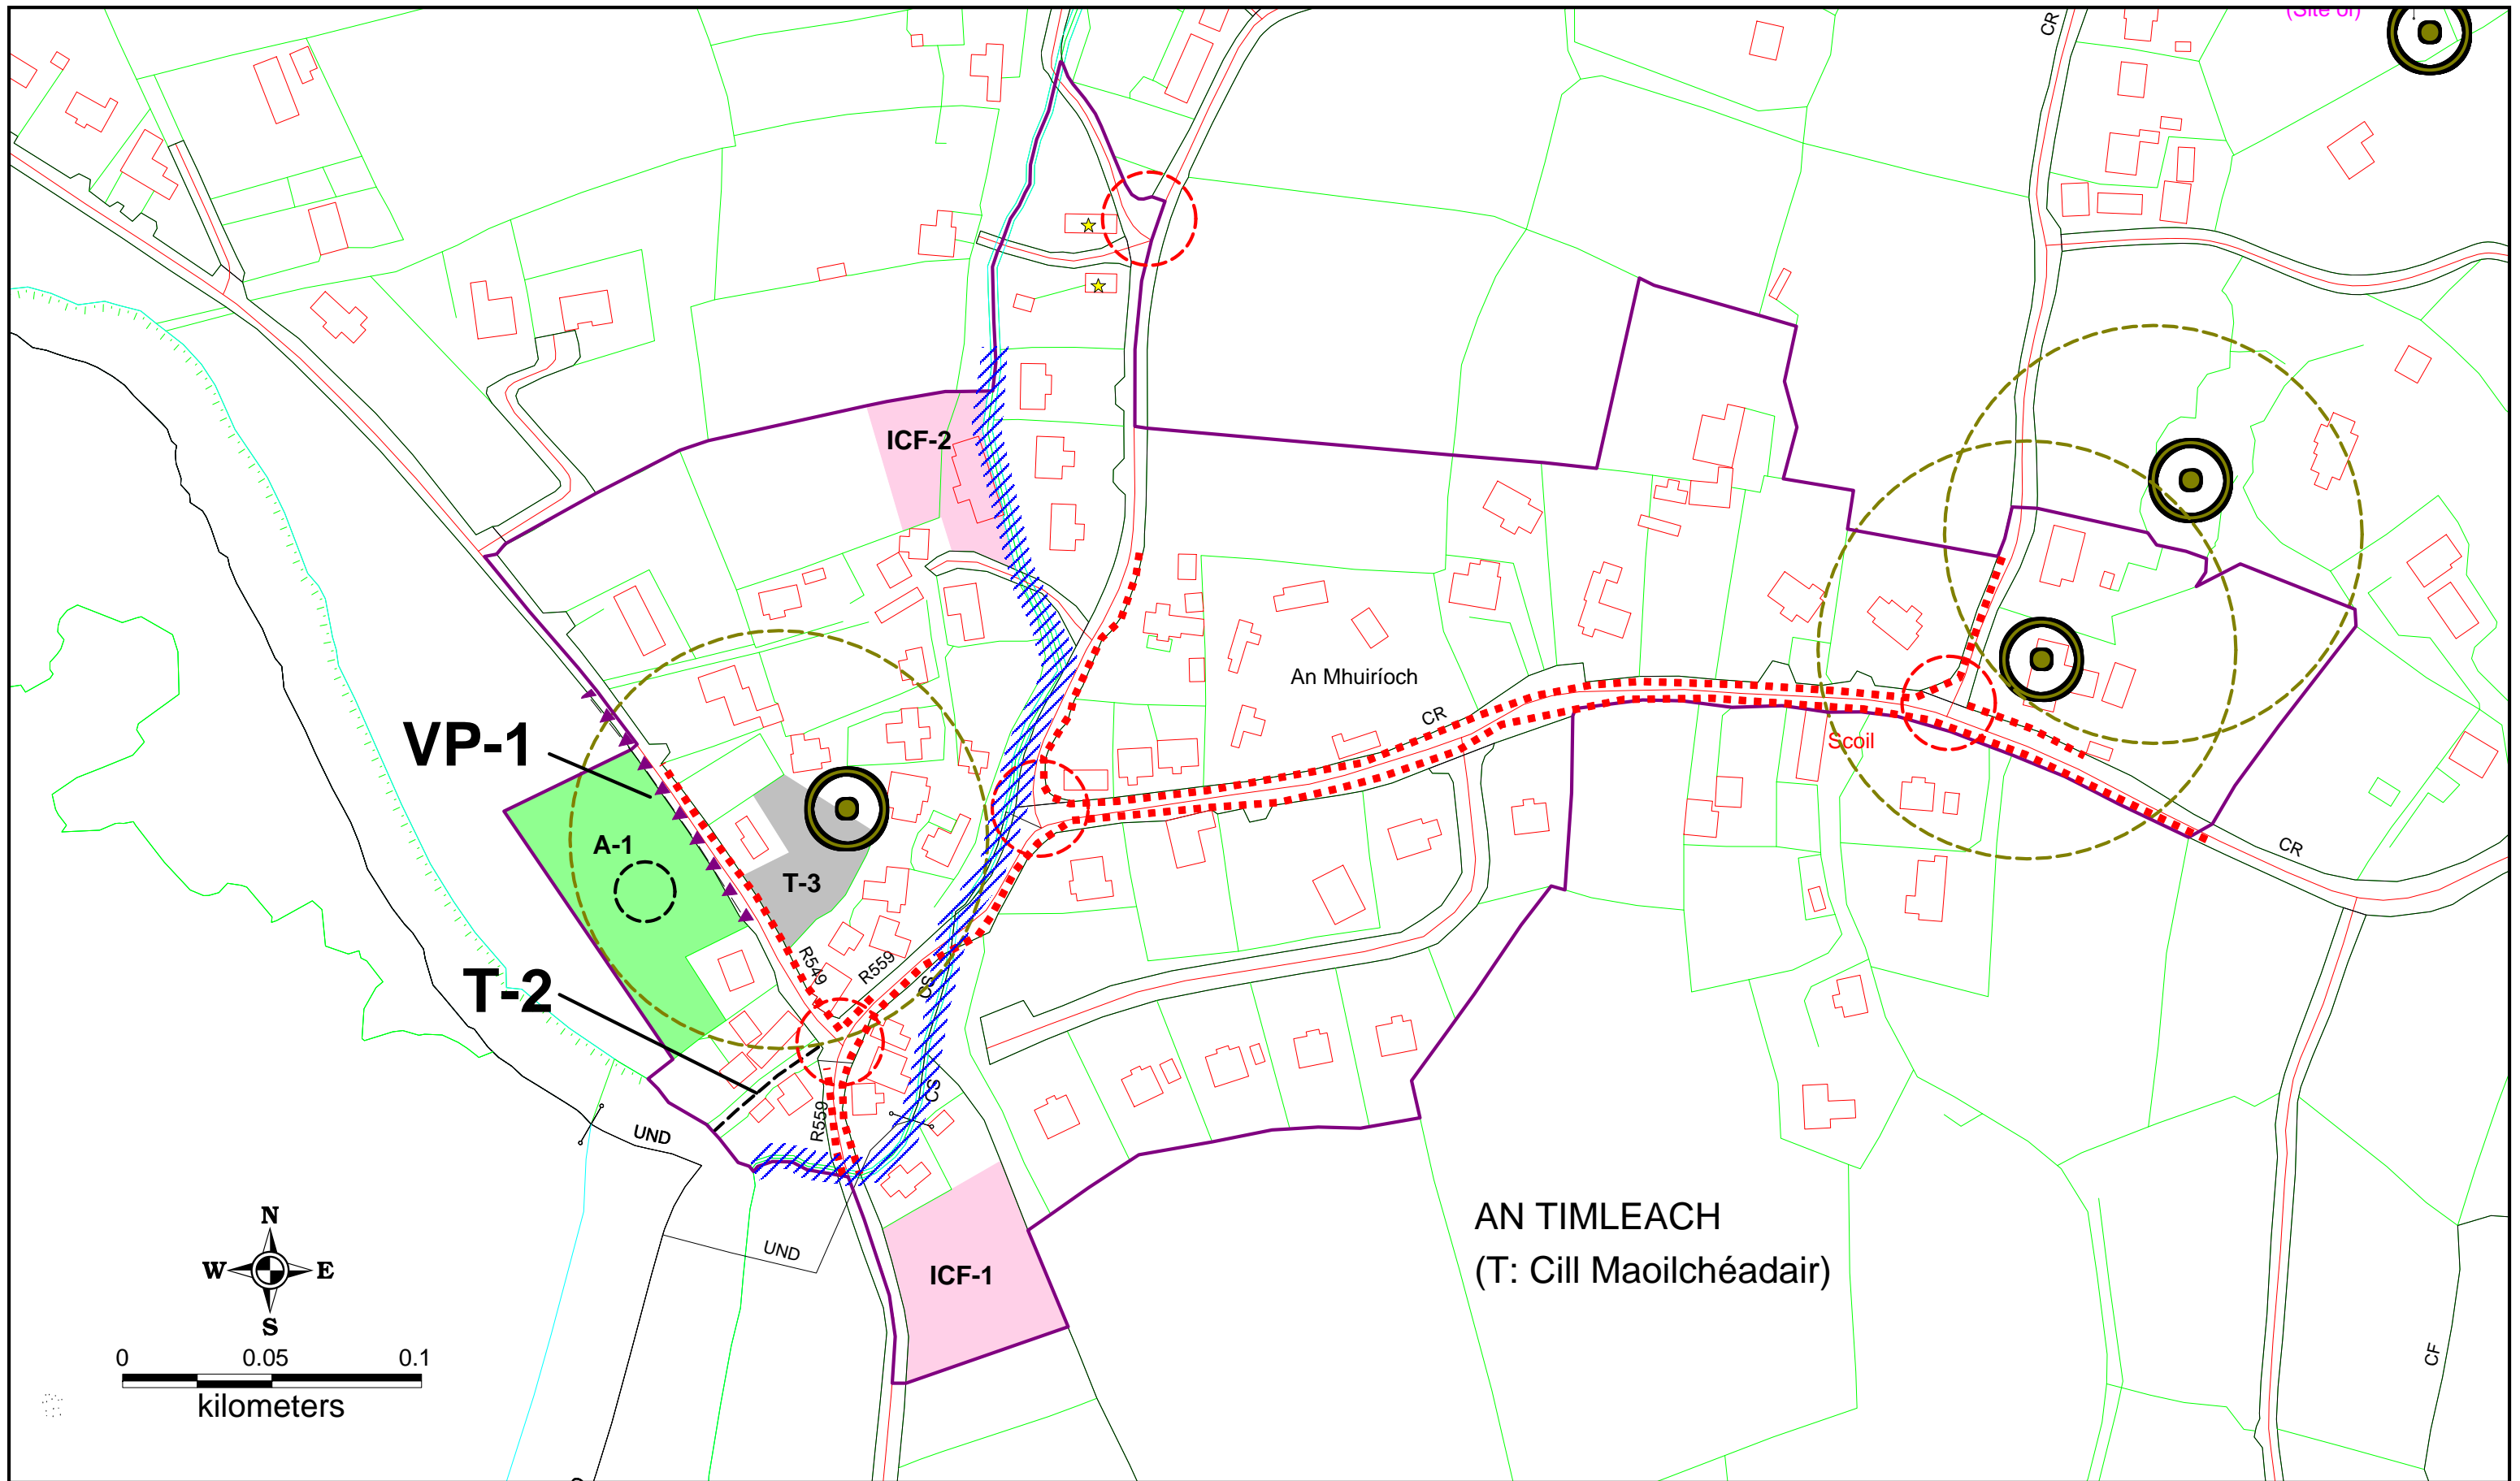 (Site of)
CR
ICF-2
An Mhuiríoch
CR
Scoil
VP-1
A-1
T-3
CR
R549
R559
CS
T-2
CS
R559
UND
UND
AN TIMLEACH
(T: Cill Maoilchéadair)
ICF-1
N
W E
S
0 0.05 0.1
kilometers
CF